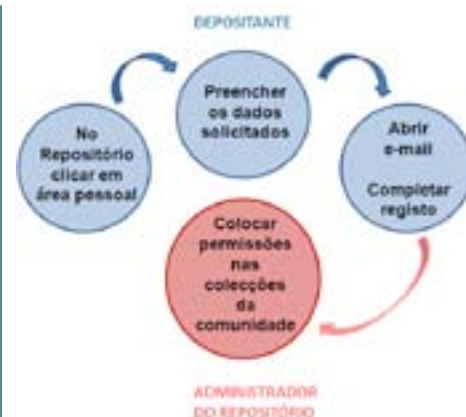 DEPOSITANTE
No
Repositório
clicar em
área pessoal
Preencher
os dados
solicitados
Abrir
e-mail
Completar
registo
Colocar
permissões
nas
colecções
da
comunidade
ADMINISTRADOR
DO REPOSITÓRIO